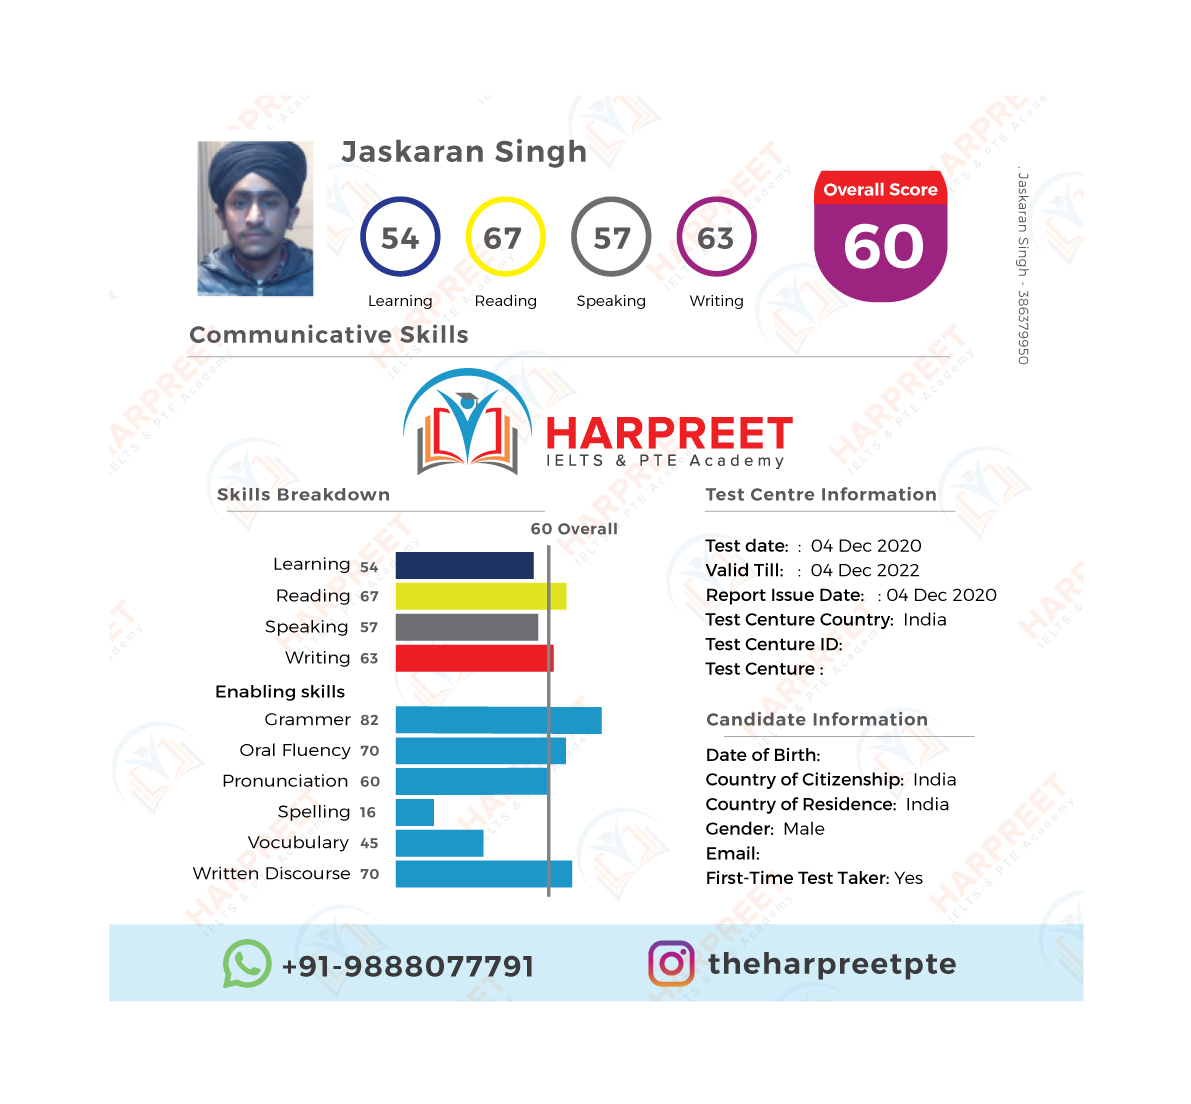 Jaskaran Singh
54 67 57 63
Learning Reading Speaking Writing
Overall Score
60
. Jaskaran Singh - 386379950
Communicative Skills
HARPREET
IELTS & PTE Academy
Skills Breakdown
60 Overall
Learning 54
Reading 67
Speaking 57
Writing 63
Enabling skills
Grammer 82
Oral Fluency 70
Pronunciation 60
Spelling 16
Vocubulary 45
Written Discourse 70
Test Centre Information
Test date: : 04 Dec 2020
Valid Till: : 04 Dec 2022
Report Issue Date: : 04 Dec 2020
Test Centure Country: India
Test Centure ID:
Test Centure :
Candidate Information
Date of Birth:
Country of Citizenship: India
Country of Residence: India
Gender: Male
Email:
First-Time Test Taker: Yes
+91-9888077791
theharpreetpte